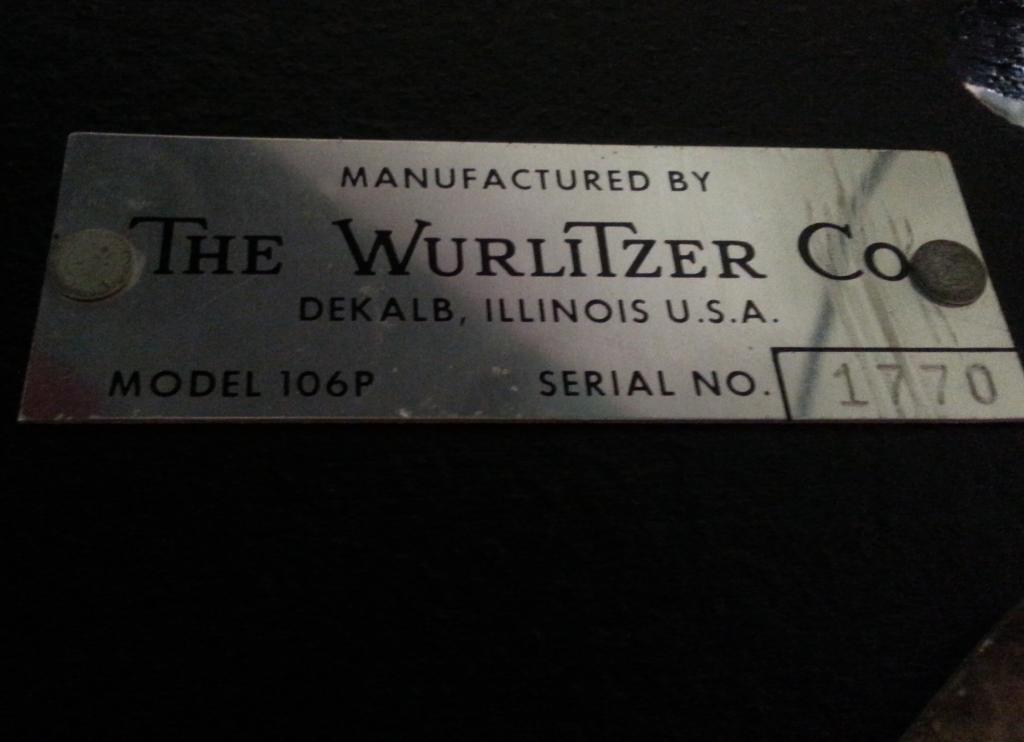 MANUFACTURED BY
THE WURLITZER CO
DEKALB, ILLINOIS U.S.A.
MODEL 106P SERIAL NO. 1770